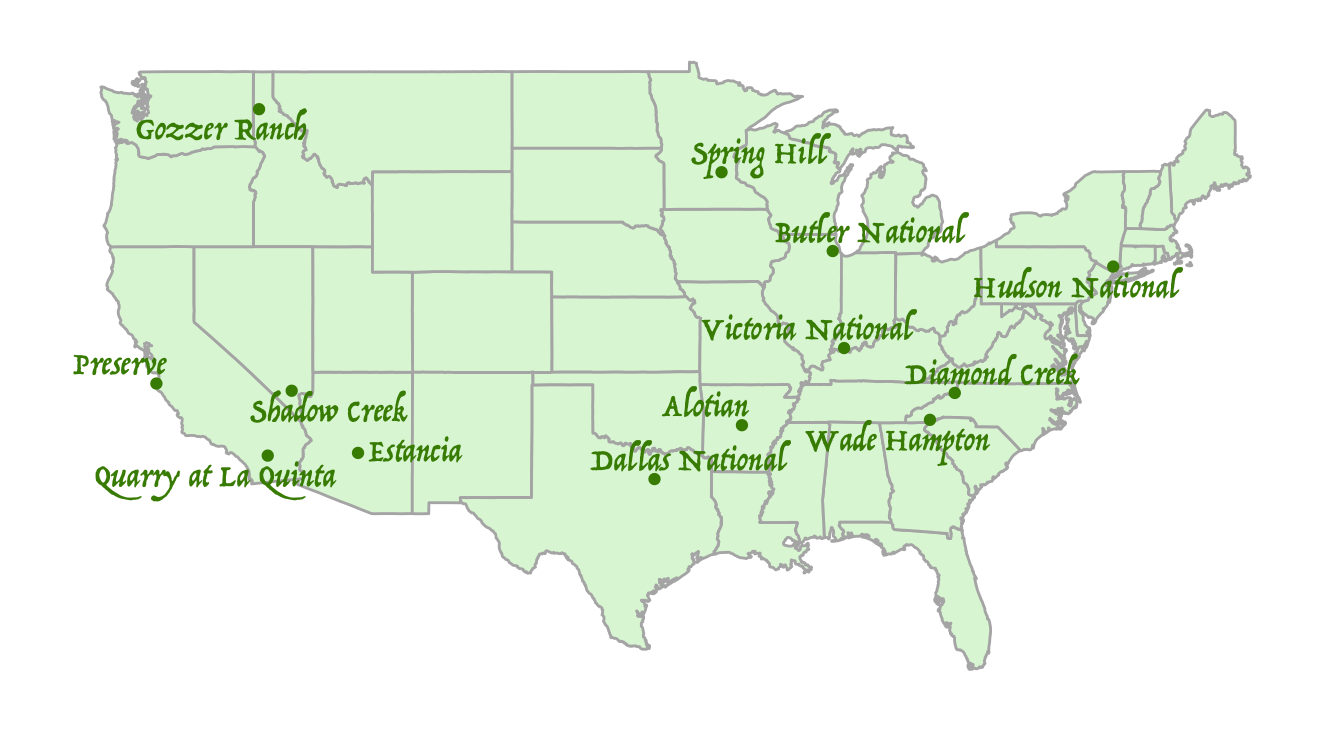 Gozzer Ranch
Spring Hill
Butler National
Hudson National
Victoria National
Preserve
Diamond Creek
Shadow Creek
Alotian
Wade Hampton
Estancia
Dallas National
Quarry at La Quinta